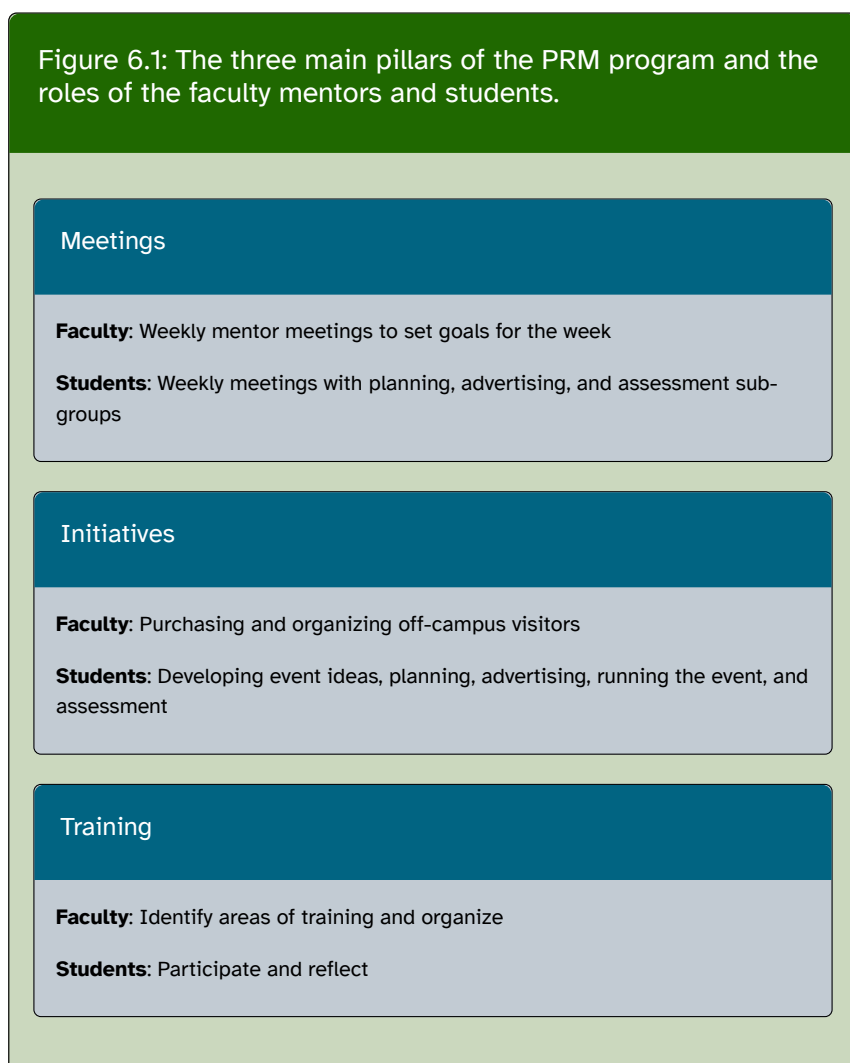 Figure 6.1: The three main pillars of the PRM program and the
roles of the faculty mentors and students.
Meetings
Faculty: Weekly mentor meetings to set goals for the week
Students: Weekly meetings with planning, advertising, and assessment sub-
groups
Initiatives
Faculty: Purchasing and organizing off-campus visitors
Students: Developing event ideas, planning, advertising, running the event, and
assessment
Training
Faculty: Identify areas of training and organize
Students: Participate and reflect